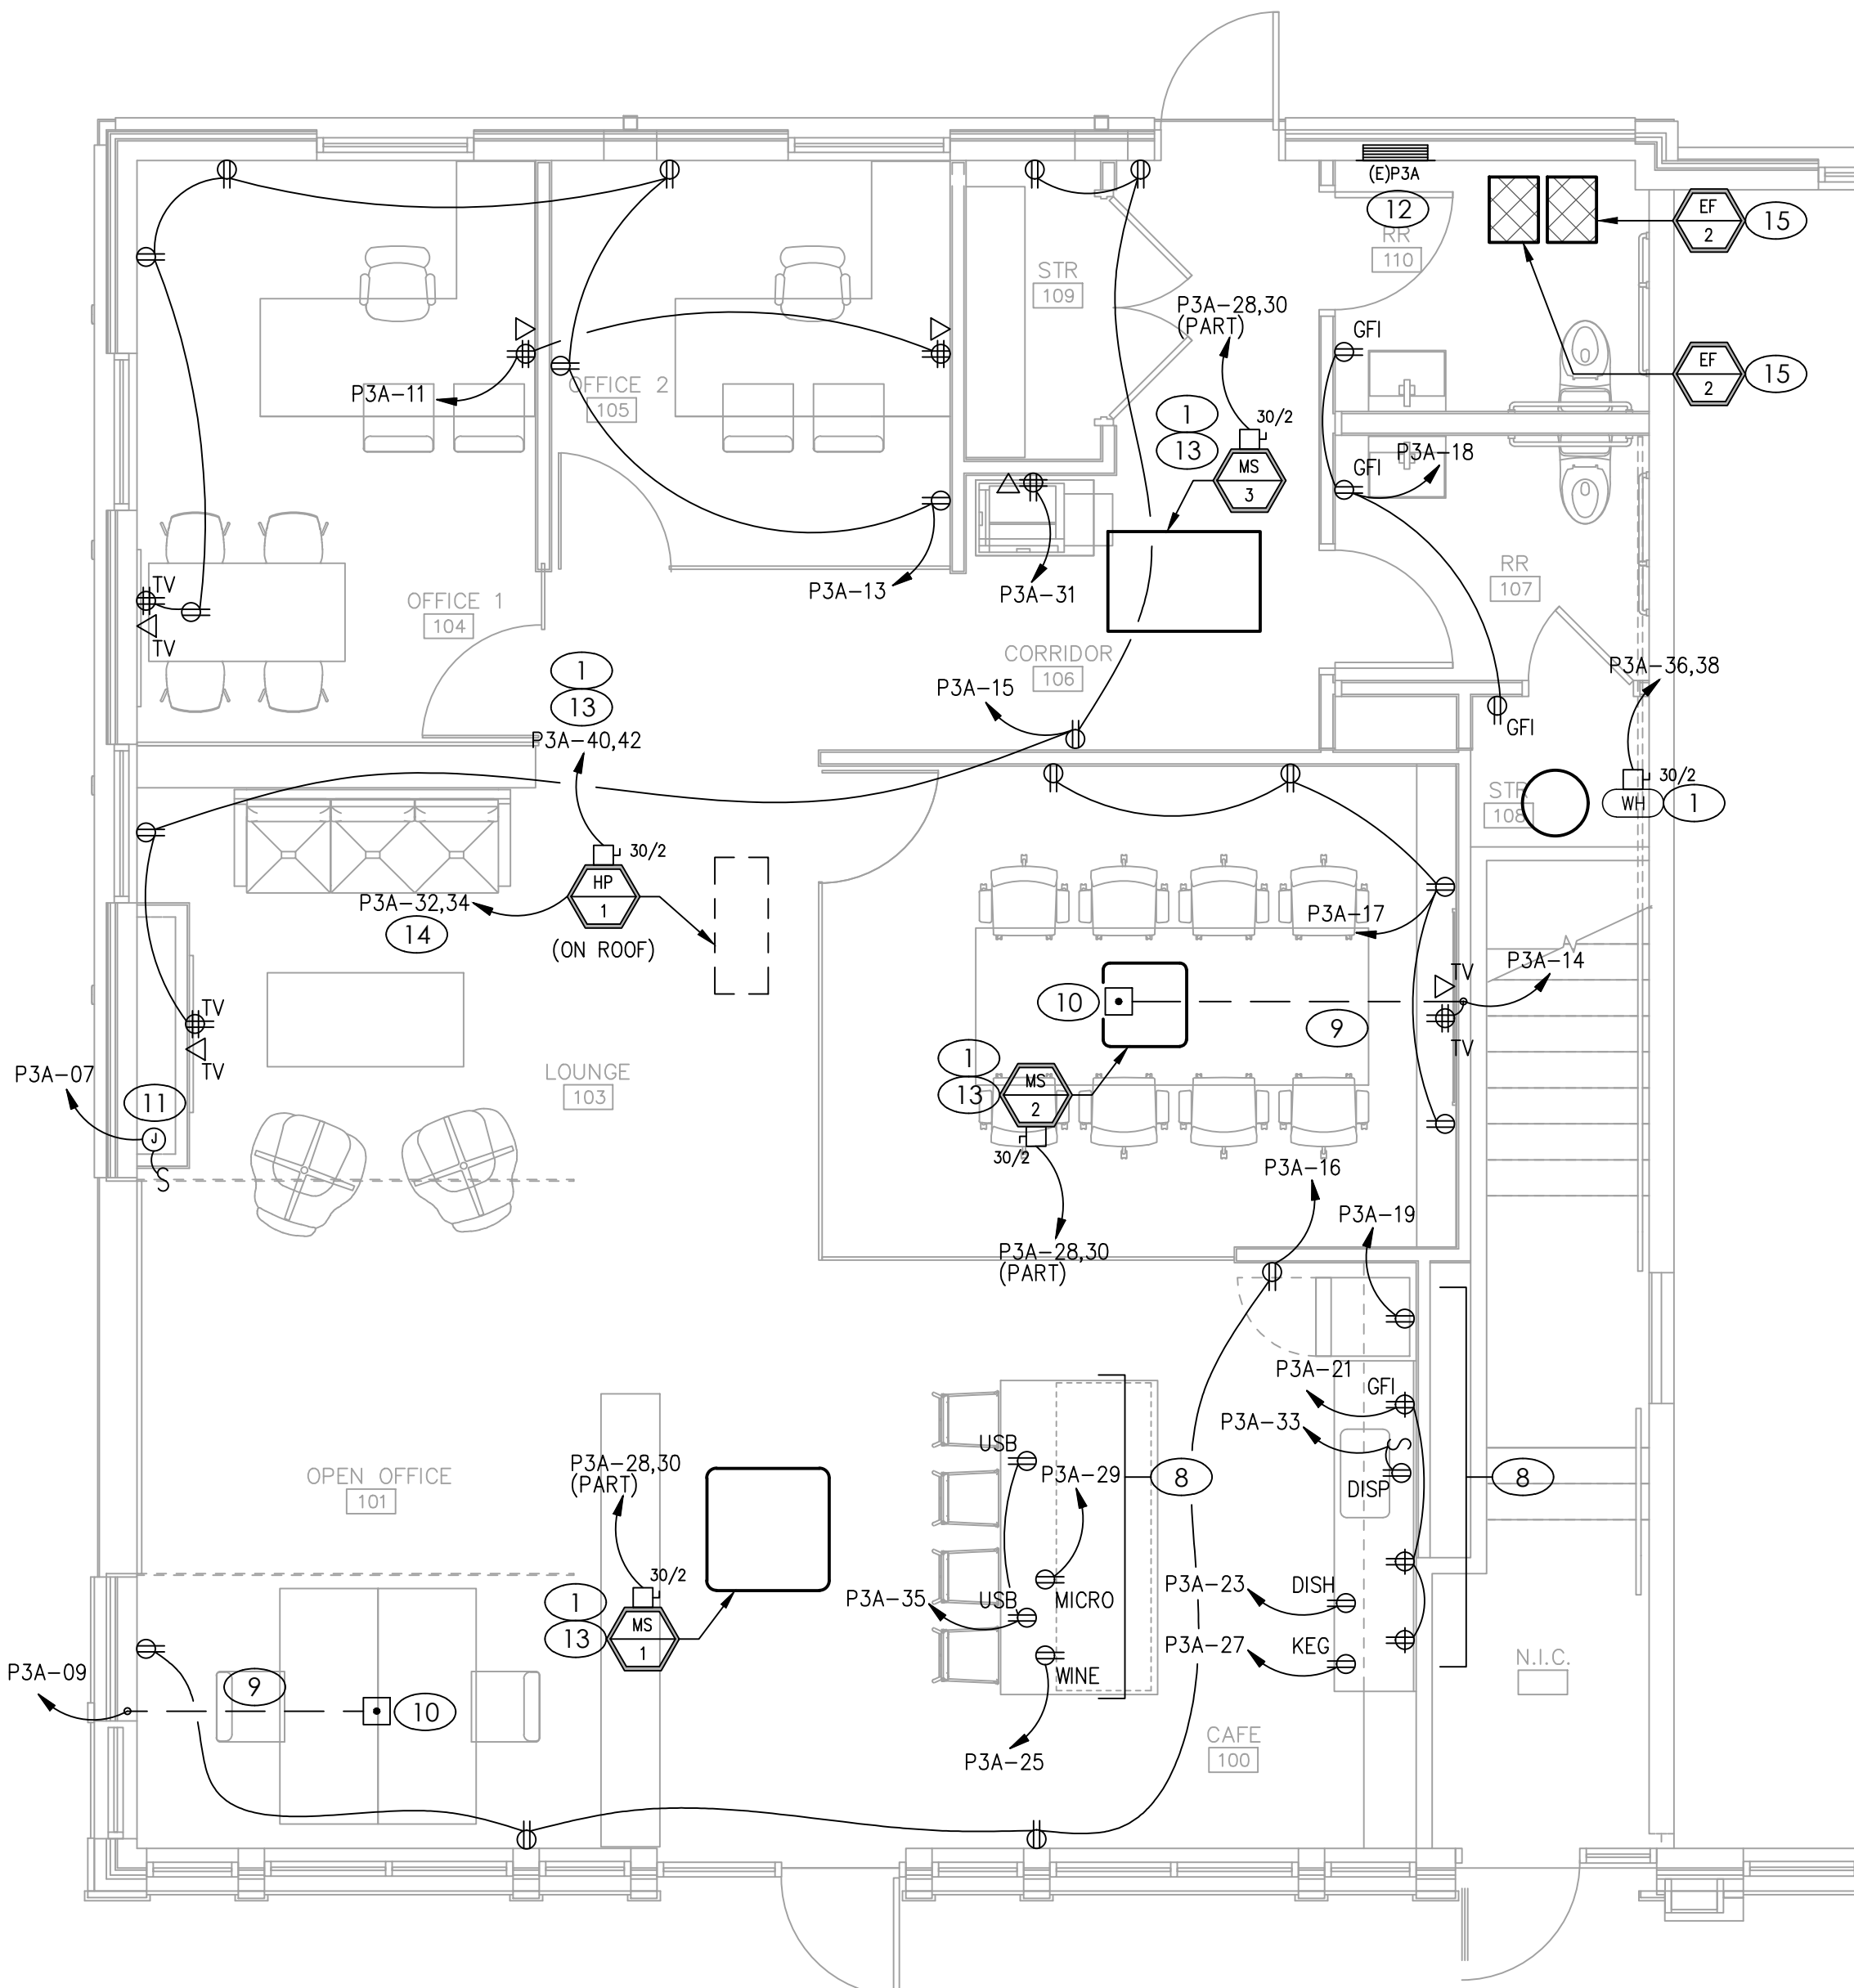 (E)P3A
12
RR
110
EF
2
15
STR
109
P3A-28,30
(PART)
GFI
EF
2
15
P3A-11
OFFICE 2
105
1
30/2
13
MS
3
GFI
P3A-18
TV
OFFICE 1
104
TV
P3A-13
P3A-31
RR
107
CORRIDOR
106
P3A-36,38
1
13
P3A-15
P3A-40,42
GFI
30/2
STR
108
WH
1
30/2
HP
1
P3A-32,34
14
(ON ROOF)
P3A-17
TV
P3A-14
10
9
TV
TV
TV
P3A-07
11
J
S
LOUNGE
103
1
13
MS
2
30/2
P3A-28,30
(PART)
P3A-16
P3A-19
P3A-21
GFI
P3A-33
S
DISP
8
OPEN OFFICE
101
P3A-28,30
(PART)
30/2
1
13
MS
1
USB
P3A-29
8
MICRO
P3A-35
USB
WINE
P3A-25
P3A-23
DISH
P3A-27
KEG
N.I.C.
P3A-09
9
10
CAFE
100